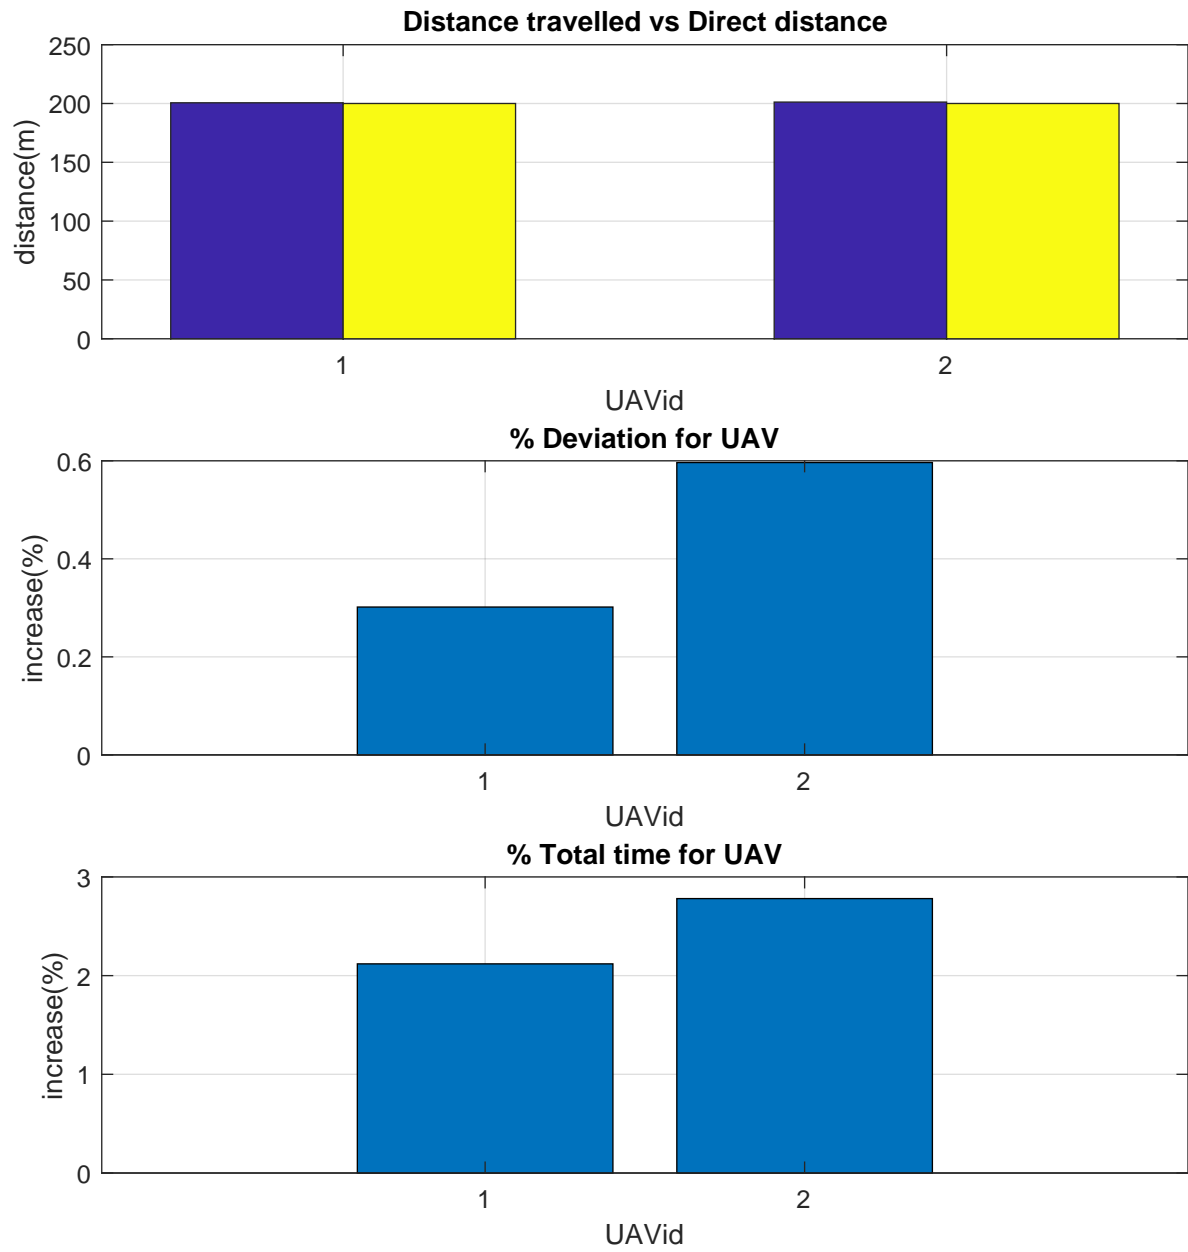 Distance travelled vs Direct distance
250
200
150
100
50
0
distance(m)
1 2
UAVid
% Deviation for UAV
0.6
0.4
0.2
0
increase(%)
1 2
UAVid
% Total time for UAV
3
2
1
0
increase(%)
1 2
UAVid